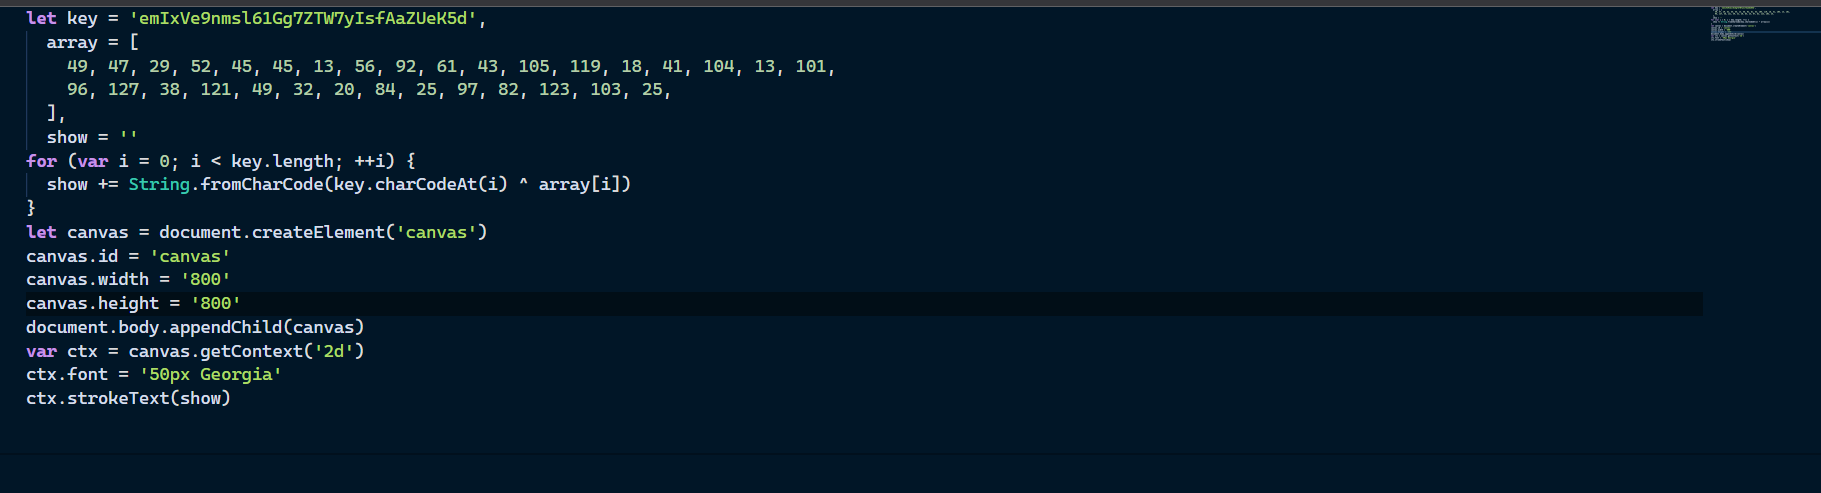 let key = 'emIxVe9nmsl61Gg7ZTW7yIsfAaZUeK5d',
array = [
49, 47, 29, 52, 45, 45, 13, 56, 92, 61, 43, 105, 119, 18, 41, 104, 13, 101,
96, 127, 38, 121, 49, 32, 20, 84, 25, 97, 82, 123, 103, 25,
],
show = ''
for (var i = 0; i < key.length; ++i) {
show += String.fromCharCode(key.charCodeAt(i) ^ array[i])
}
let canvas = document.createElement('canvas')
canvas.id = 'canvas'
canvas.width = '800'
canvas.height = '800'
document.body.appendChild(canvas)
var ctx = canvas.getContext('2d')
ctx.font = '50px Georgia'
ctx.strokeText(show)